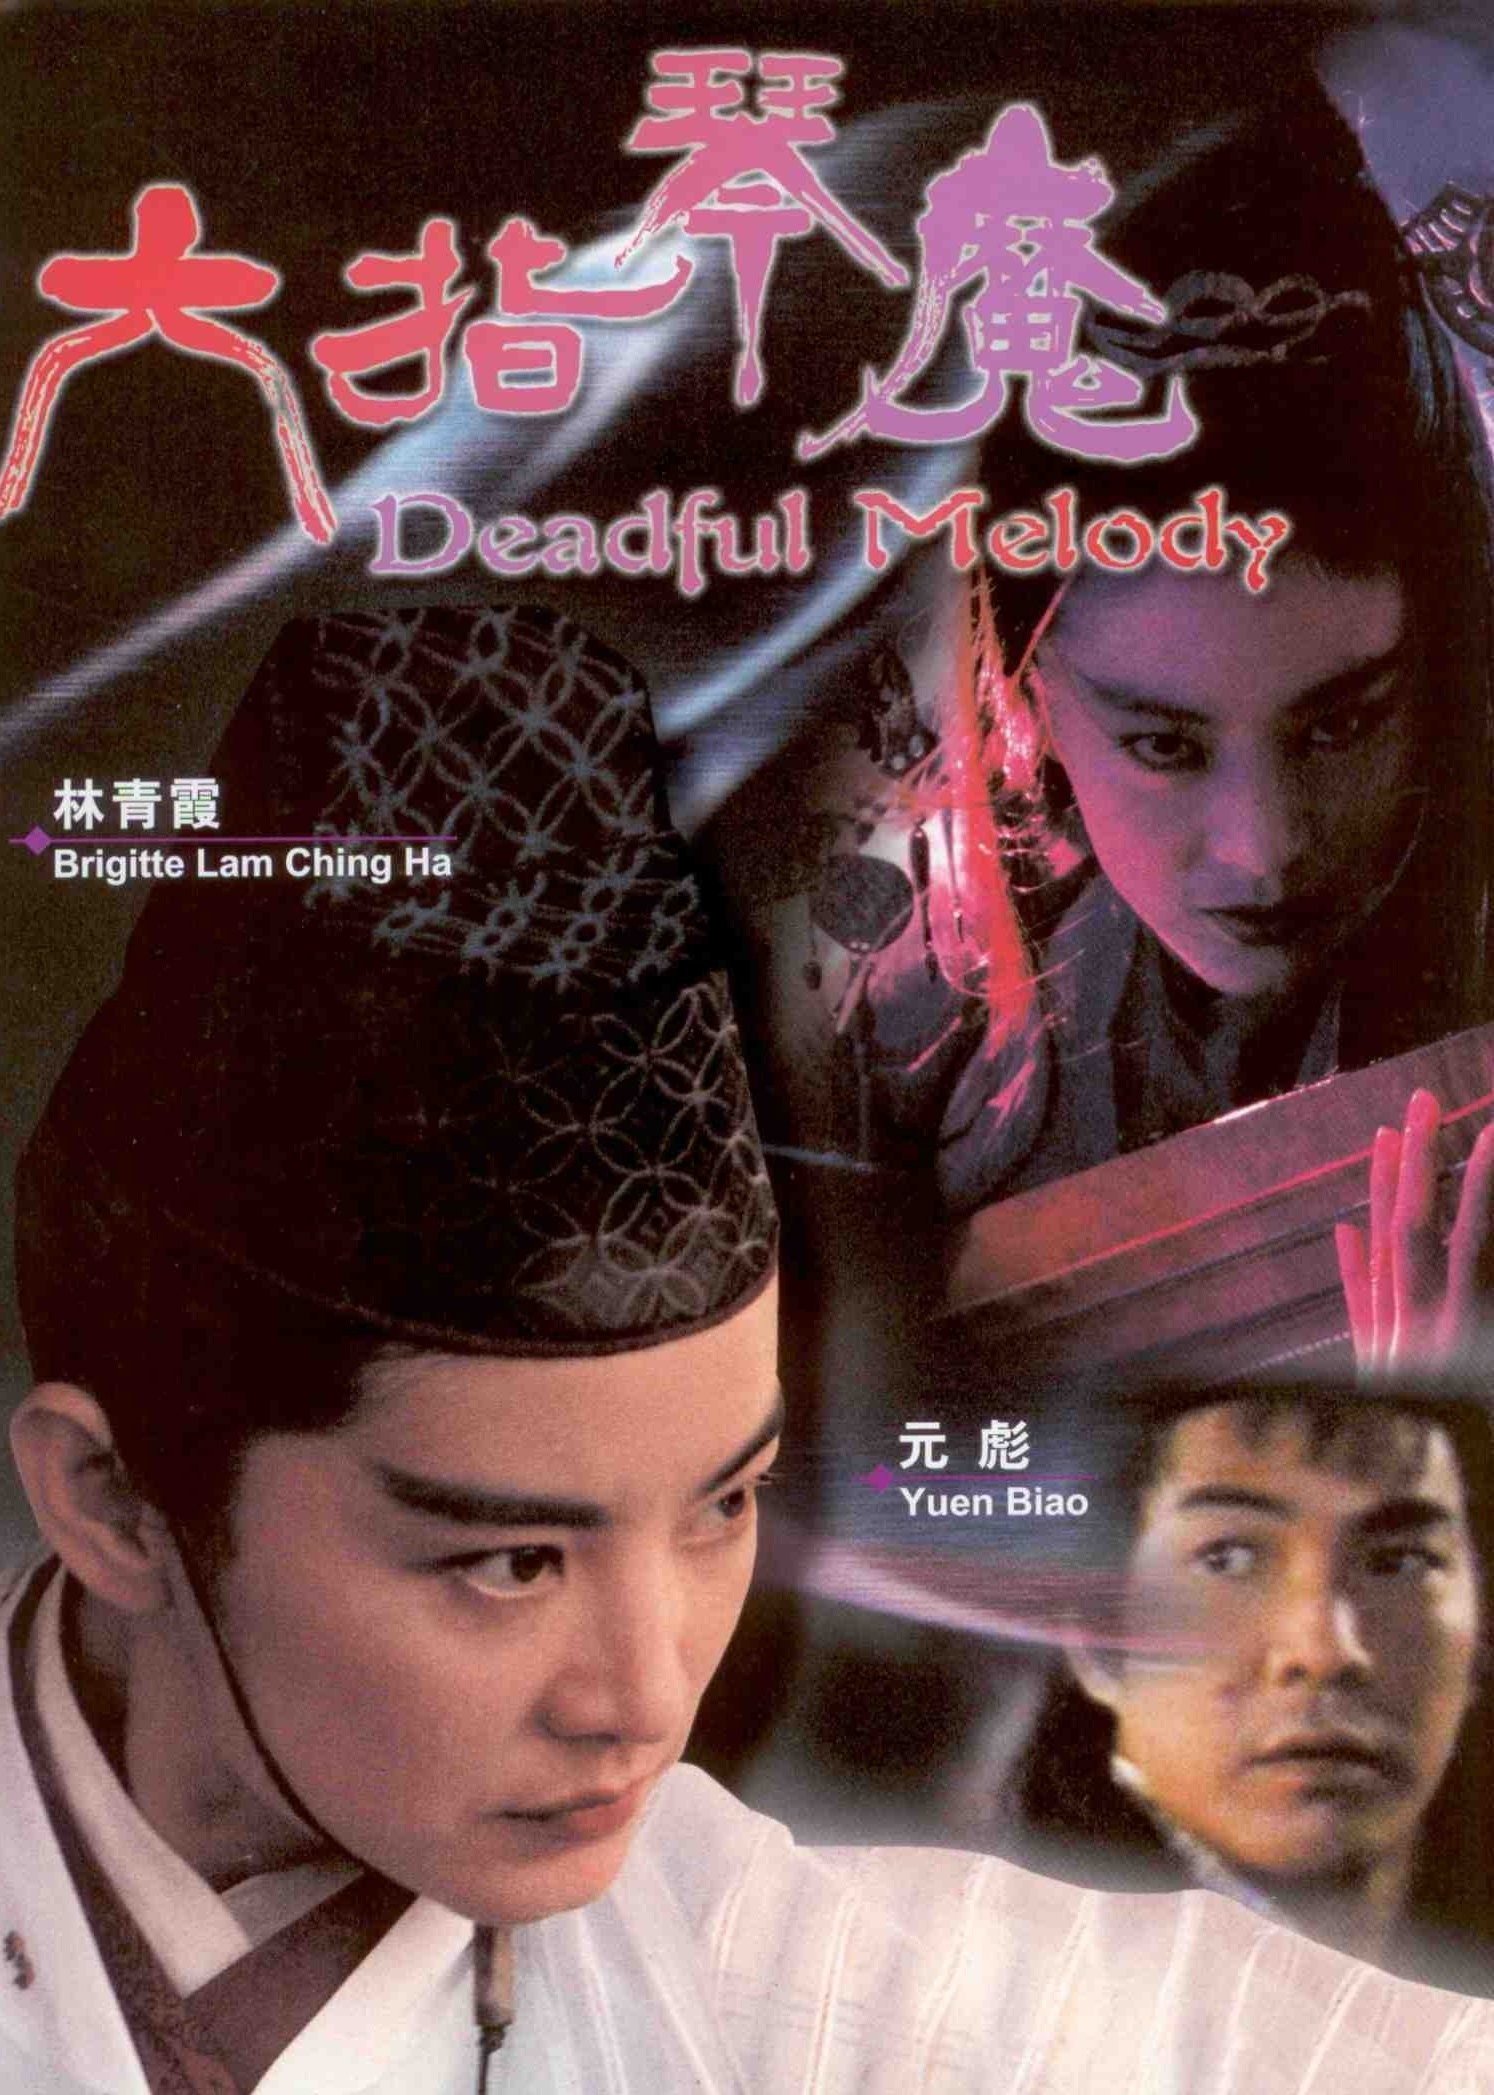 六指琴魔
Deadful Melody
林青霞
Brigitte Lam Ching Ha
元彪
Yuen Biao